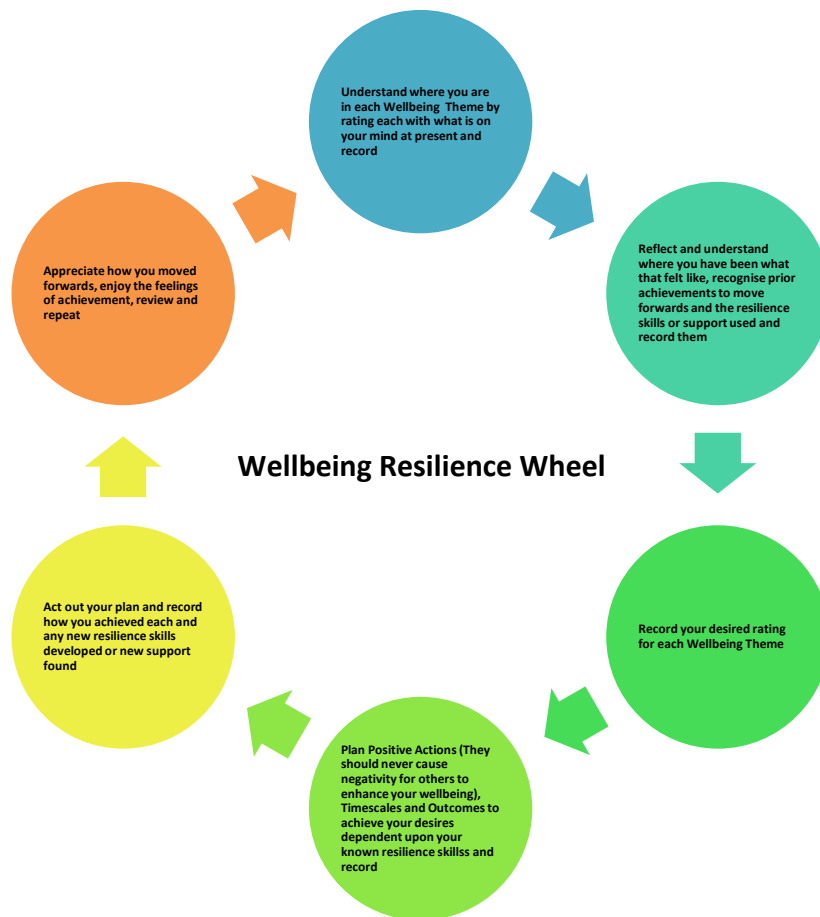 Understand where you are
in each Wellbeing  Theme by
rating each with what is on
your mind at present and
record
Reflect and understand
where you have been what
that felt like, recognise prior
achievements to move
forwards and the resilience
skills or support used and
record them
Record your desired rating
for each Wellbeing Theme
Plan Positive Actions (They
should never cause
negativity for others to
enhance your wellbeing),
Timescales and Outcomes to
achieve your desires
dependent upon your
known resilience skillss and
record
Act out your plan and record
how you achieved each and
any new resilience skills
developed or new support
found
Appreciate how you moved
forwards, enjoy the feelings
of achievement, review and
repeat
Wellbeing Resilience Wheel